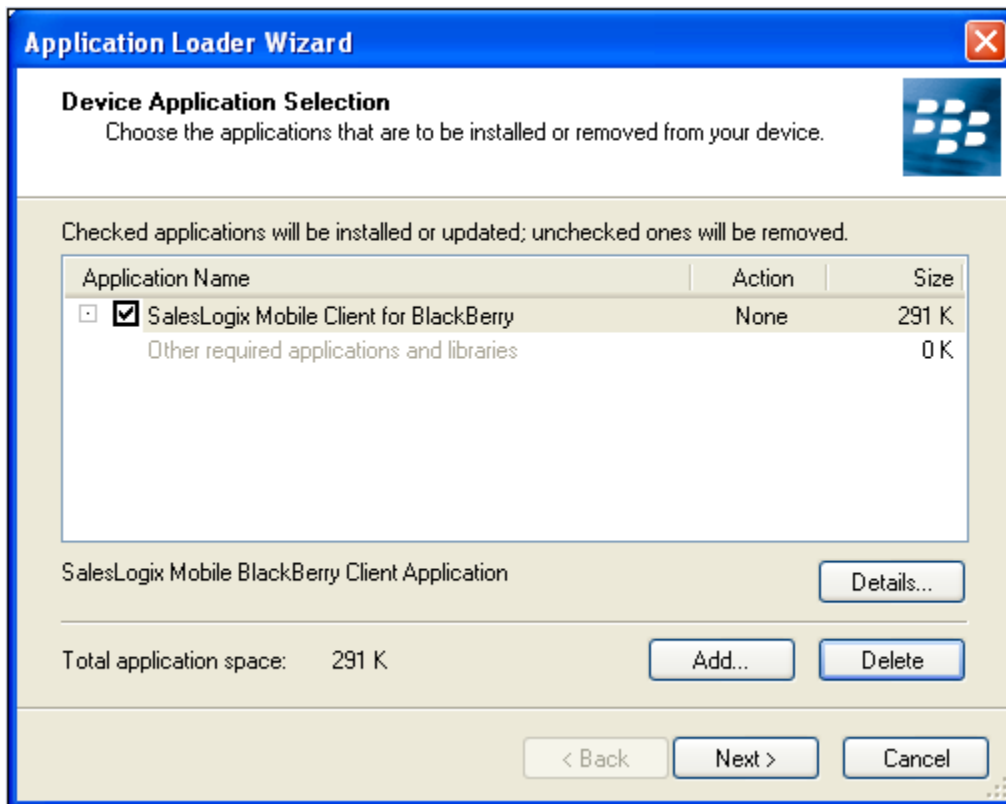 Application Loader Wizard
Device Application Selection
Choose the applications that are to be installed or removed from your device.
Checked applications will be installed or updated; unchecked ones will be removed.
Application Name Action Size
SalesLogix Mobile Client for BlackBerry None 291 K
Other required applications and libraries 0 K
SalesLogix Mobile BlackBerry Client Application Details...
Total application space: 291 K Add... Delete
< Back Next > Cancel